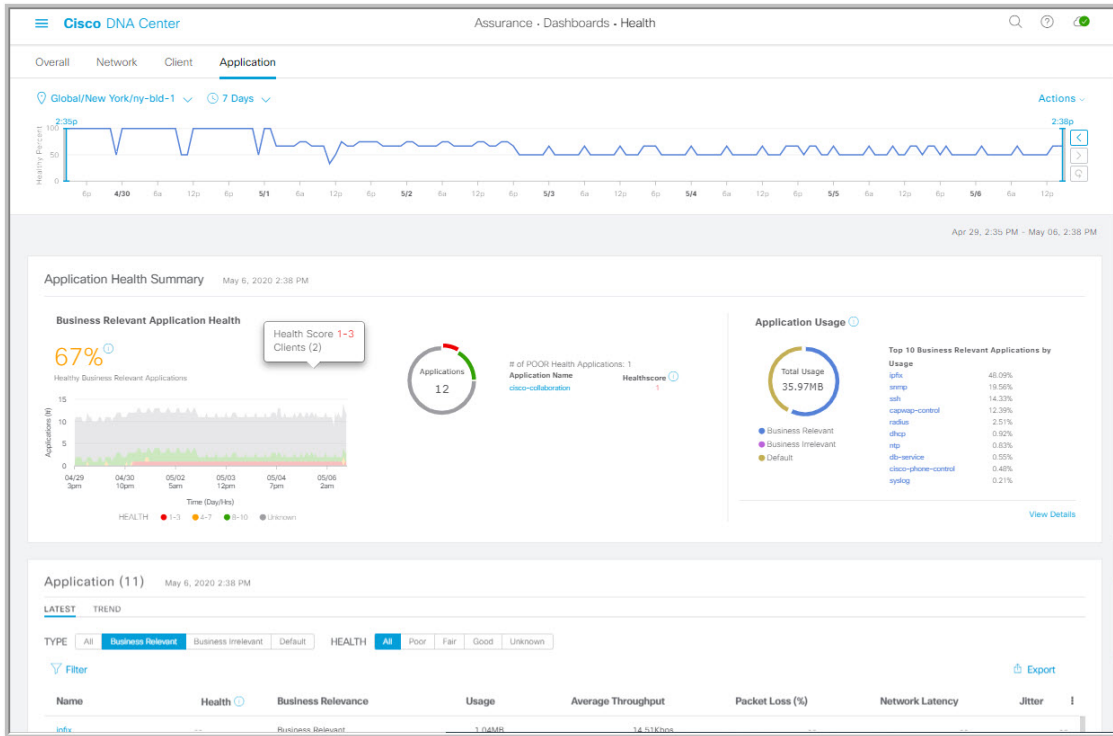 Cisco DNA Center
Assurance · Dashboards · Health
Overall Network Client Application
Global/New York/ny-bld-1 7 Days
Actions
2:35p 2:38p
Healthy Percent
100
50
0
6p 4/30 6a 12p 6p 5/1 6a 12p 6p 5/2 6a 12p 6p 5/3 6a 12p 6p 5/4 6a 12p 6p 5/5 6a 12p 6p 5/6 6a 12p
Apr 29, 2:35 PM - May 06, 2:38 PM
Application Health Summary May 6, 2020 2:38 PM
Business Relevant Application Health
67%
Healthy Business Relevant Applications
Health Score 1-3
Clients (2)
Applications (#)
15
10
5
0
04/29 04/30 05/02 05/03 05/04 05/06
3pm 10pm 5am 12pm 7pm 2am
Time (Day/Hrs)
HEALTH 1-3 4-7 8-10 Unknown
Applications
12
# of POOR Health Applications: 1
Application Name Healthscore
cisco-collaboration 1
Application Usage
Total Usage
35.97MB
Business Relevant
Business Irrelevant
Default
Top 10 Business Relevant Applications by
Usage
ipfix 48.09%
snmp 19.56%
ssh 14.33%
capwap-control 12.39%
radius 2.51%
dhcp 0.92%
ntp 0.83%
db-service 0.55%
cisco-phone-control 0.48%
syslog 0.21%
View Details
Application (11) May 6, 2020 2:38 PM
LATEST TREND
TYPE All Business Relevant Business Irrelevant Default HEALTH All Poor Fair Good Unknown
Filter
Export
Name Health Business Relevance Usage Average Throughput Packet Loss (%) Network Latency Jitter
ipfix -- Business Relevant 1.04MB 14.51Kbps -- -- --